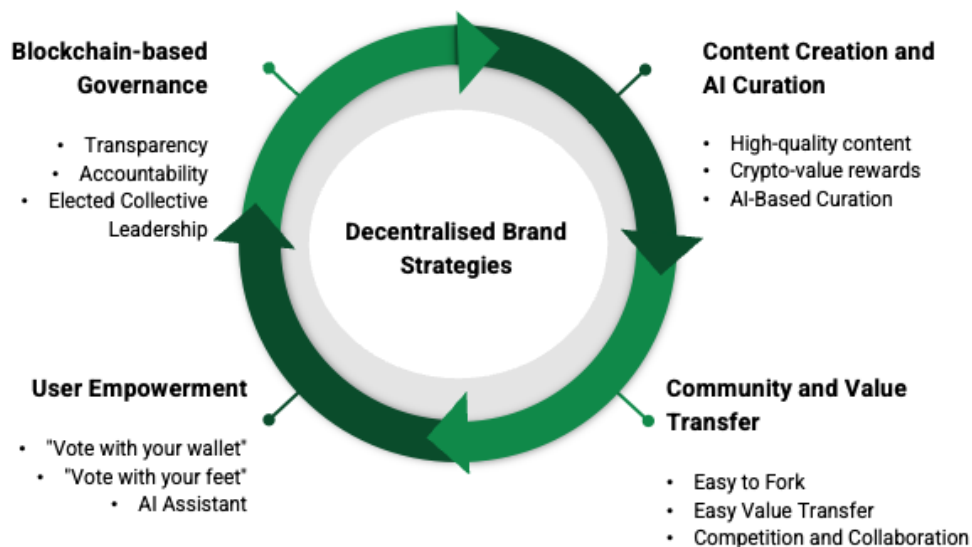 Blockchain-based
Governance
• Transparency
• Accountability
• Elected Collective
Leadership
Content Creation and
AI Curation
• High-quality content
• Crypto-value rewards
• AI-Based Curation
Decentralised Brand
Strategies
User Empowerment
• "Vote with your wallet"
• "Vote with your feet"
• AI Assistant
Community and Value
Transfer
• Easy to Fork
• Easy Value Transfer
• Competition and Collaboration